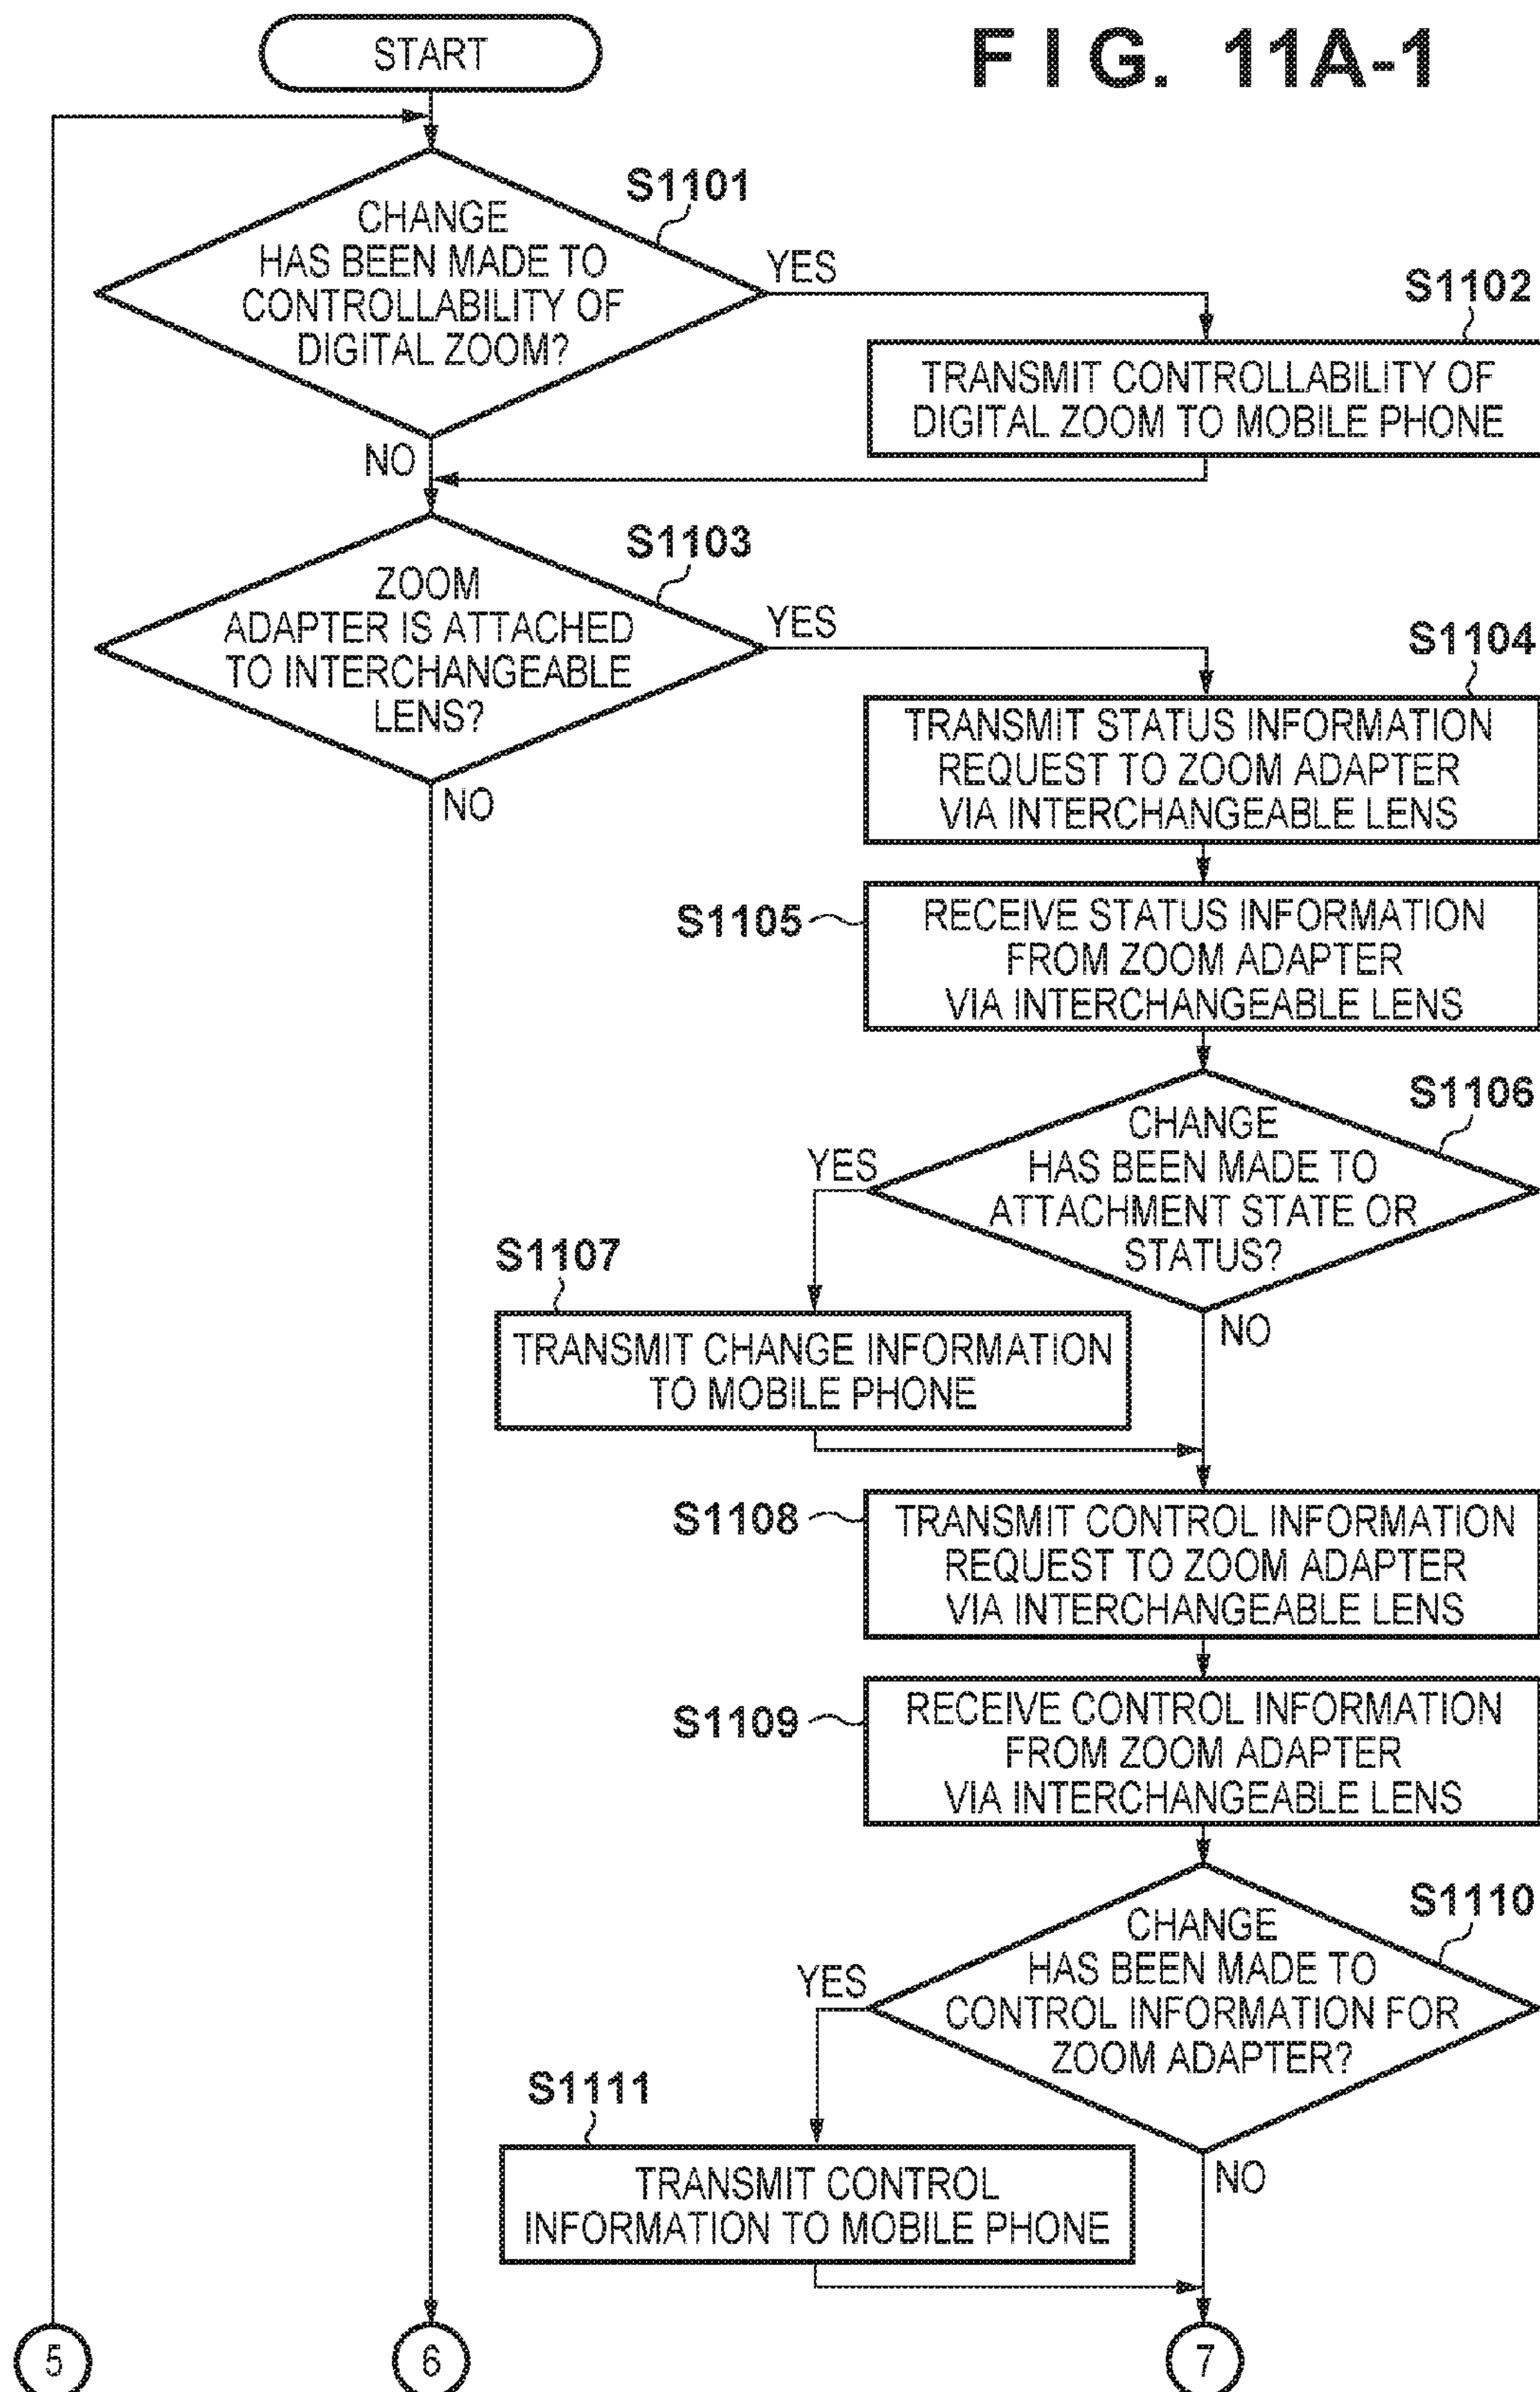 FIG. 11A-1
START
S1101
CHANGE
HAS BEEN MADE TO
CONTROLLABILITY OF
DIGITAL ZOOM?
YES
NO
S1102
TRANSMIT CONTROLLABILITY OF
DIGITAL ZOOM TO MOBILE PHONE
S1103
ZOOM
ADAPTER IS ATTACHED
TO INTERCHANGEABLE
LENS?
YES
NO
S1104
TRANSMIT STATUS INFORMATION
REQUEST TO ZOOM ADAPTER
VIA INTERCHANGEABLE LENS
S1105
RECEIVE STATUS INFORMATION
FROM ZOOM ADAPTER
VIA INTERCHANGEABLE LENS
S1106
CHANGE
HAS BEEN MADE TO
ATTACHMENT STATE OR
STATUS?
YES
NO
S1107
TRANSMIT CHANGE INFORMATION
TO MOBILE PHONE
S1108
TRANSMIT CONTROL INFORMATION
REQUEST TO ZOOM ADAPTER
VIA INTERCHANGEABLE LENS
S1109
RECEIVE CONTROL INFORMATION
FROM ZOOM ADAPTER
VIA INTERCHANGEABLE LENS
S1110
CHANGE
HAS BEEN MADE TO
CONTROL INFORMATION FOR
ZOOM ADAPTER?
YES
NO
S1111
TRANSMIT CONTROL
INFORMATION TO MOBILE PHONE
5
6
7